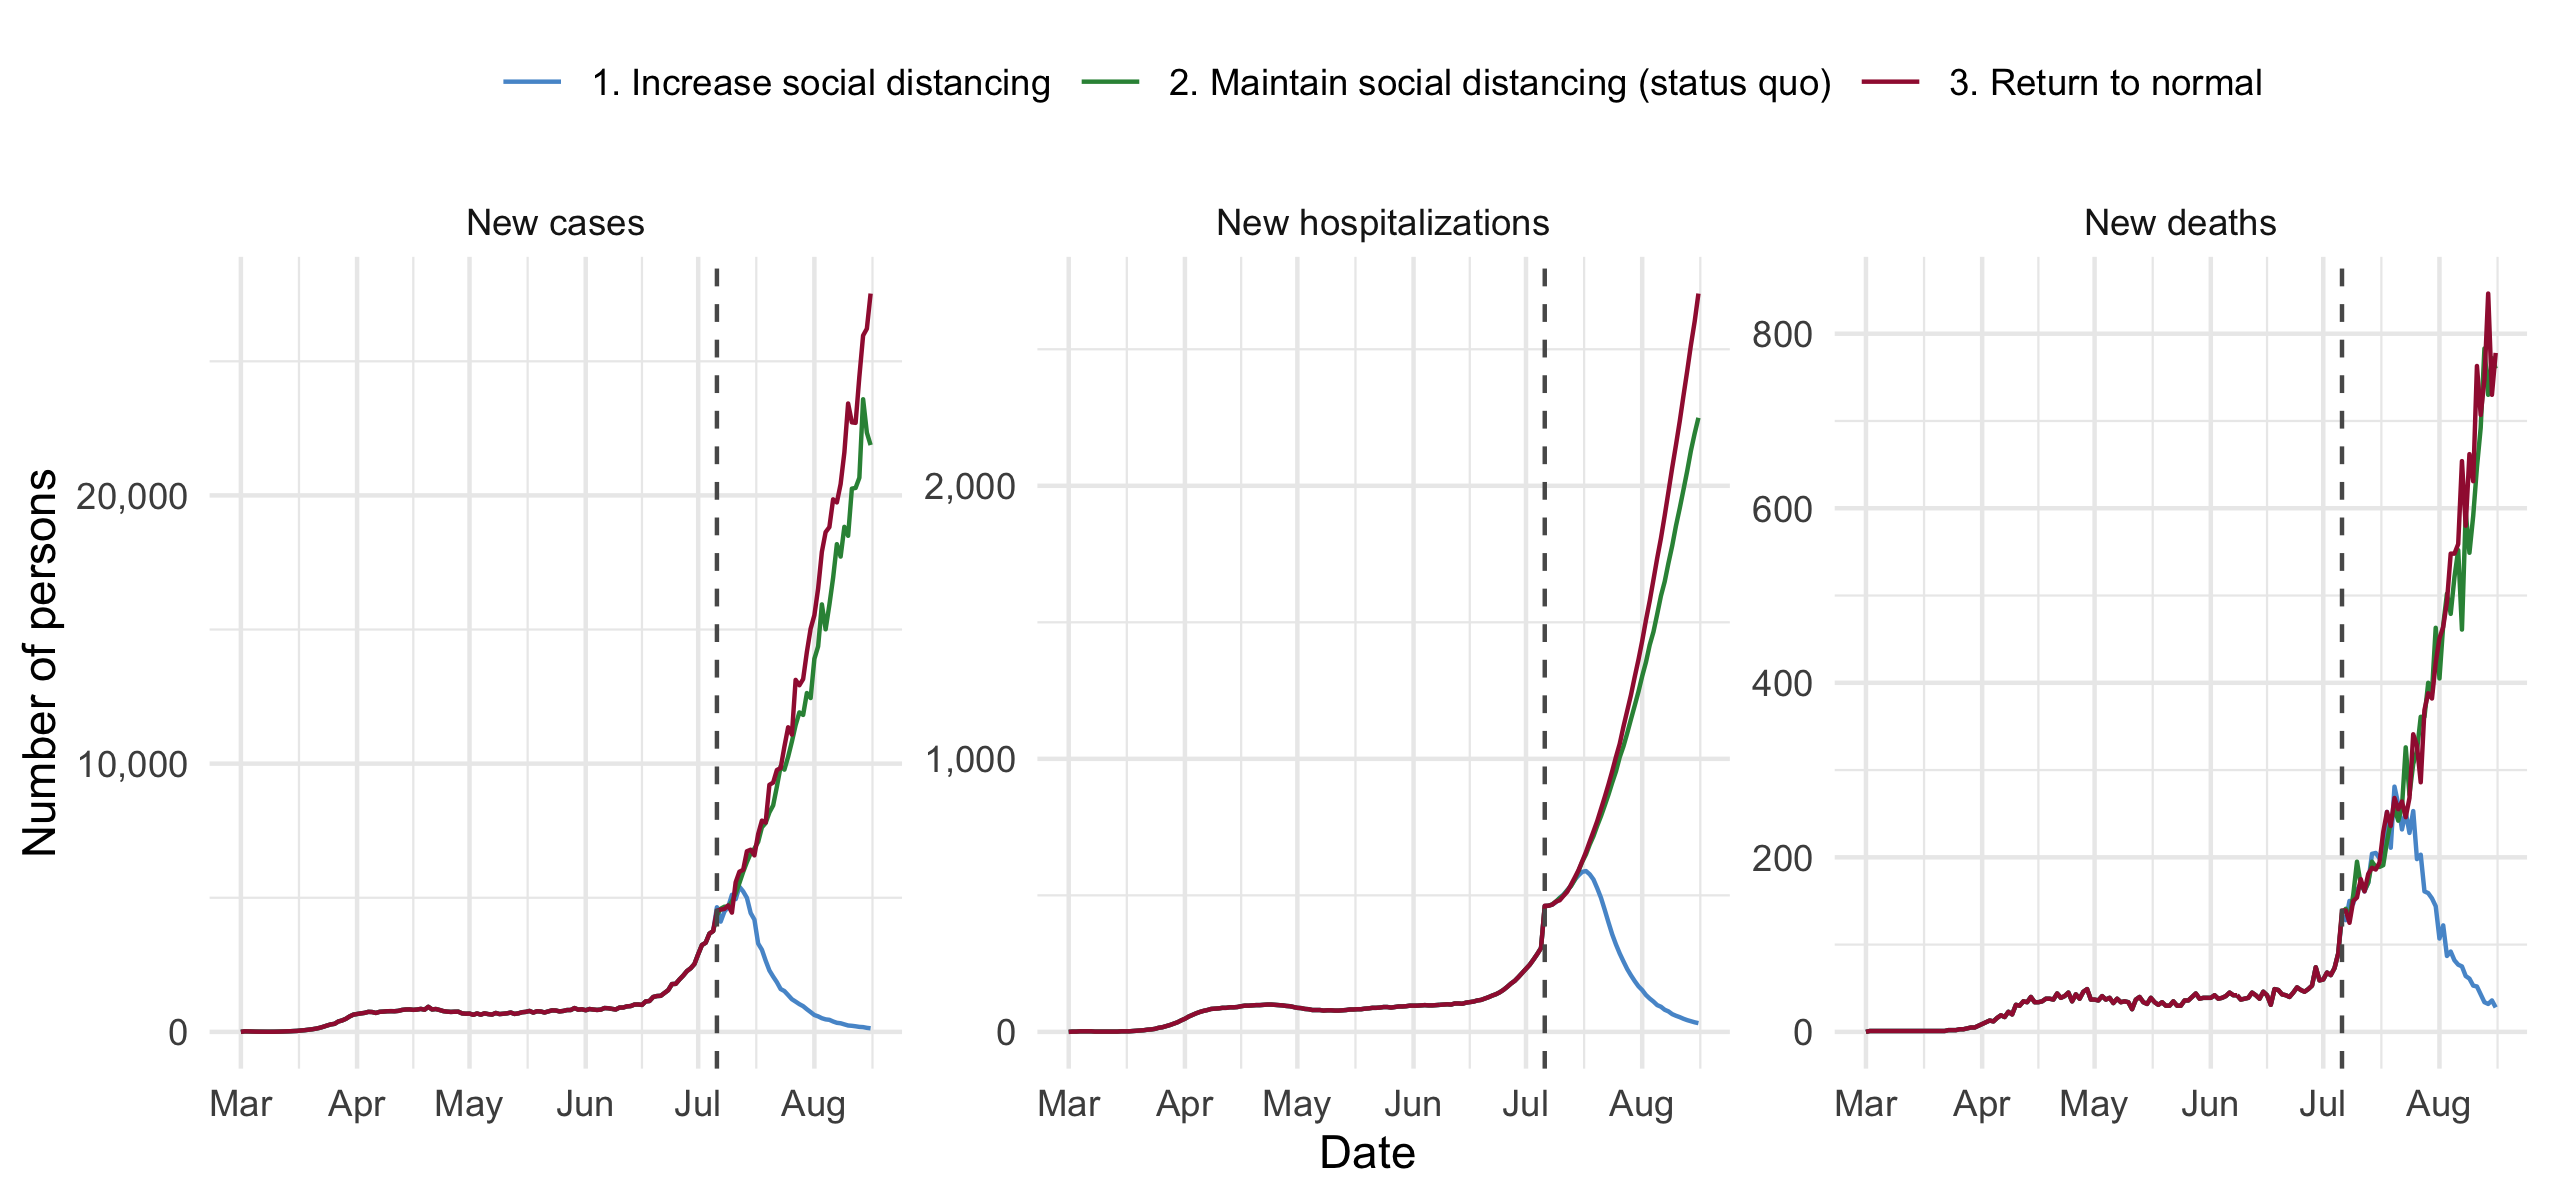 1. Increase social distancing 2. Maintain social distancing (status quo) 3. Return to normal
New cases New hospitalizations New deaths
Number of persons
20,000
10,000
0
Mar Apr May Jun Jul Aug
2,000
1,000
0
Mar Apr May Jun Jul Aug
800
600
400
200
0
Mar Apr May Jun Jul Aug
Date